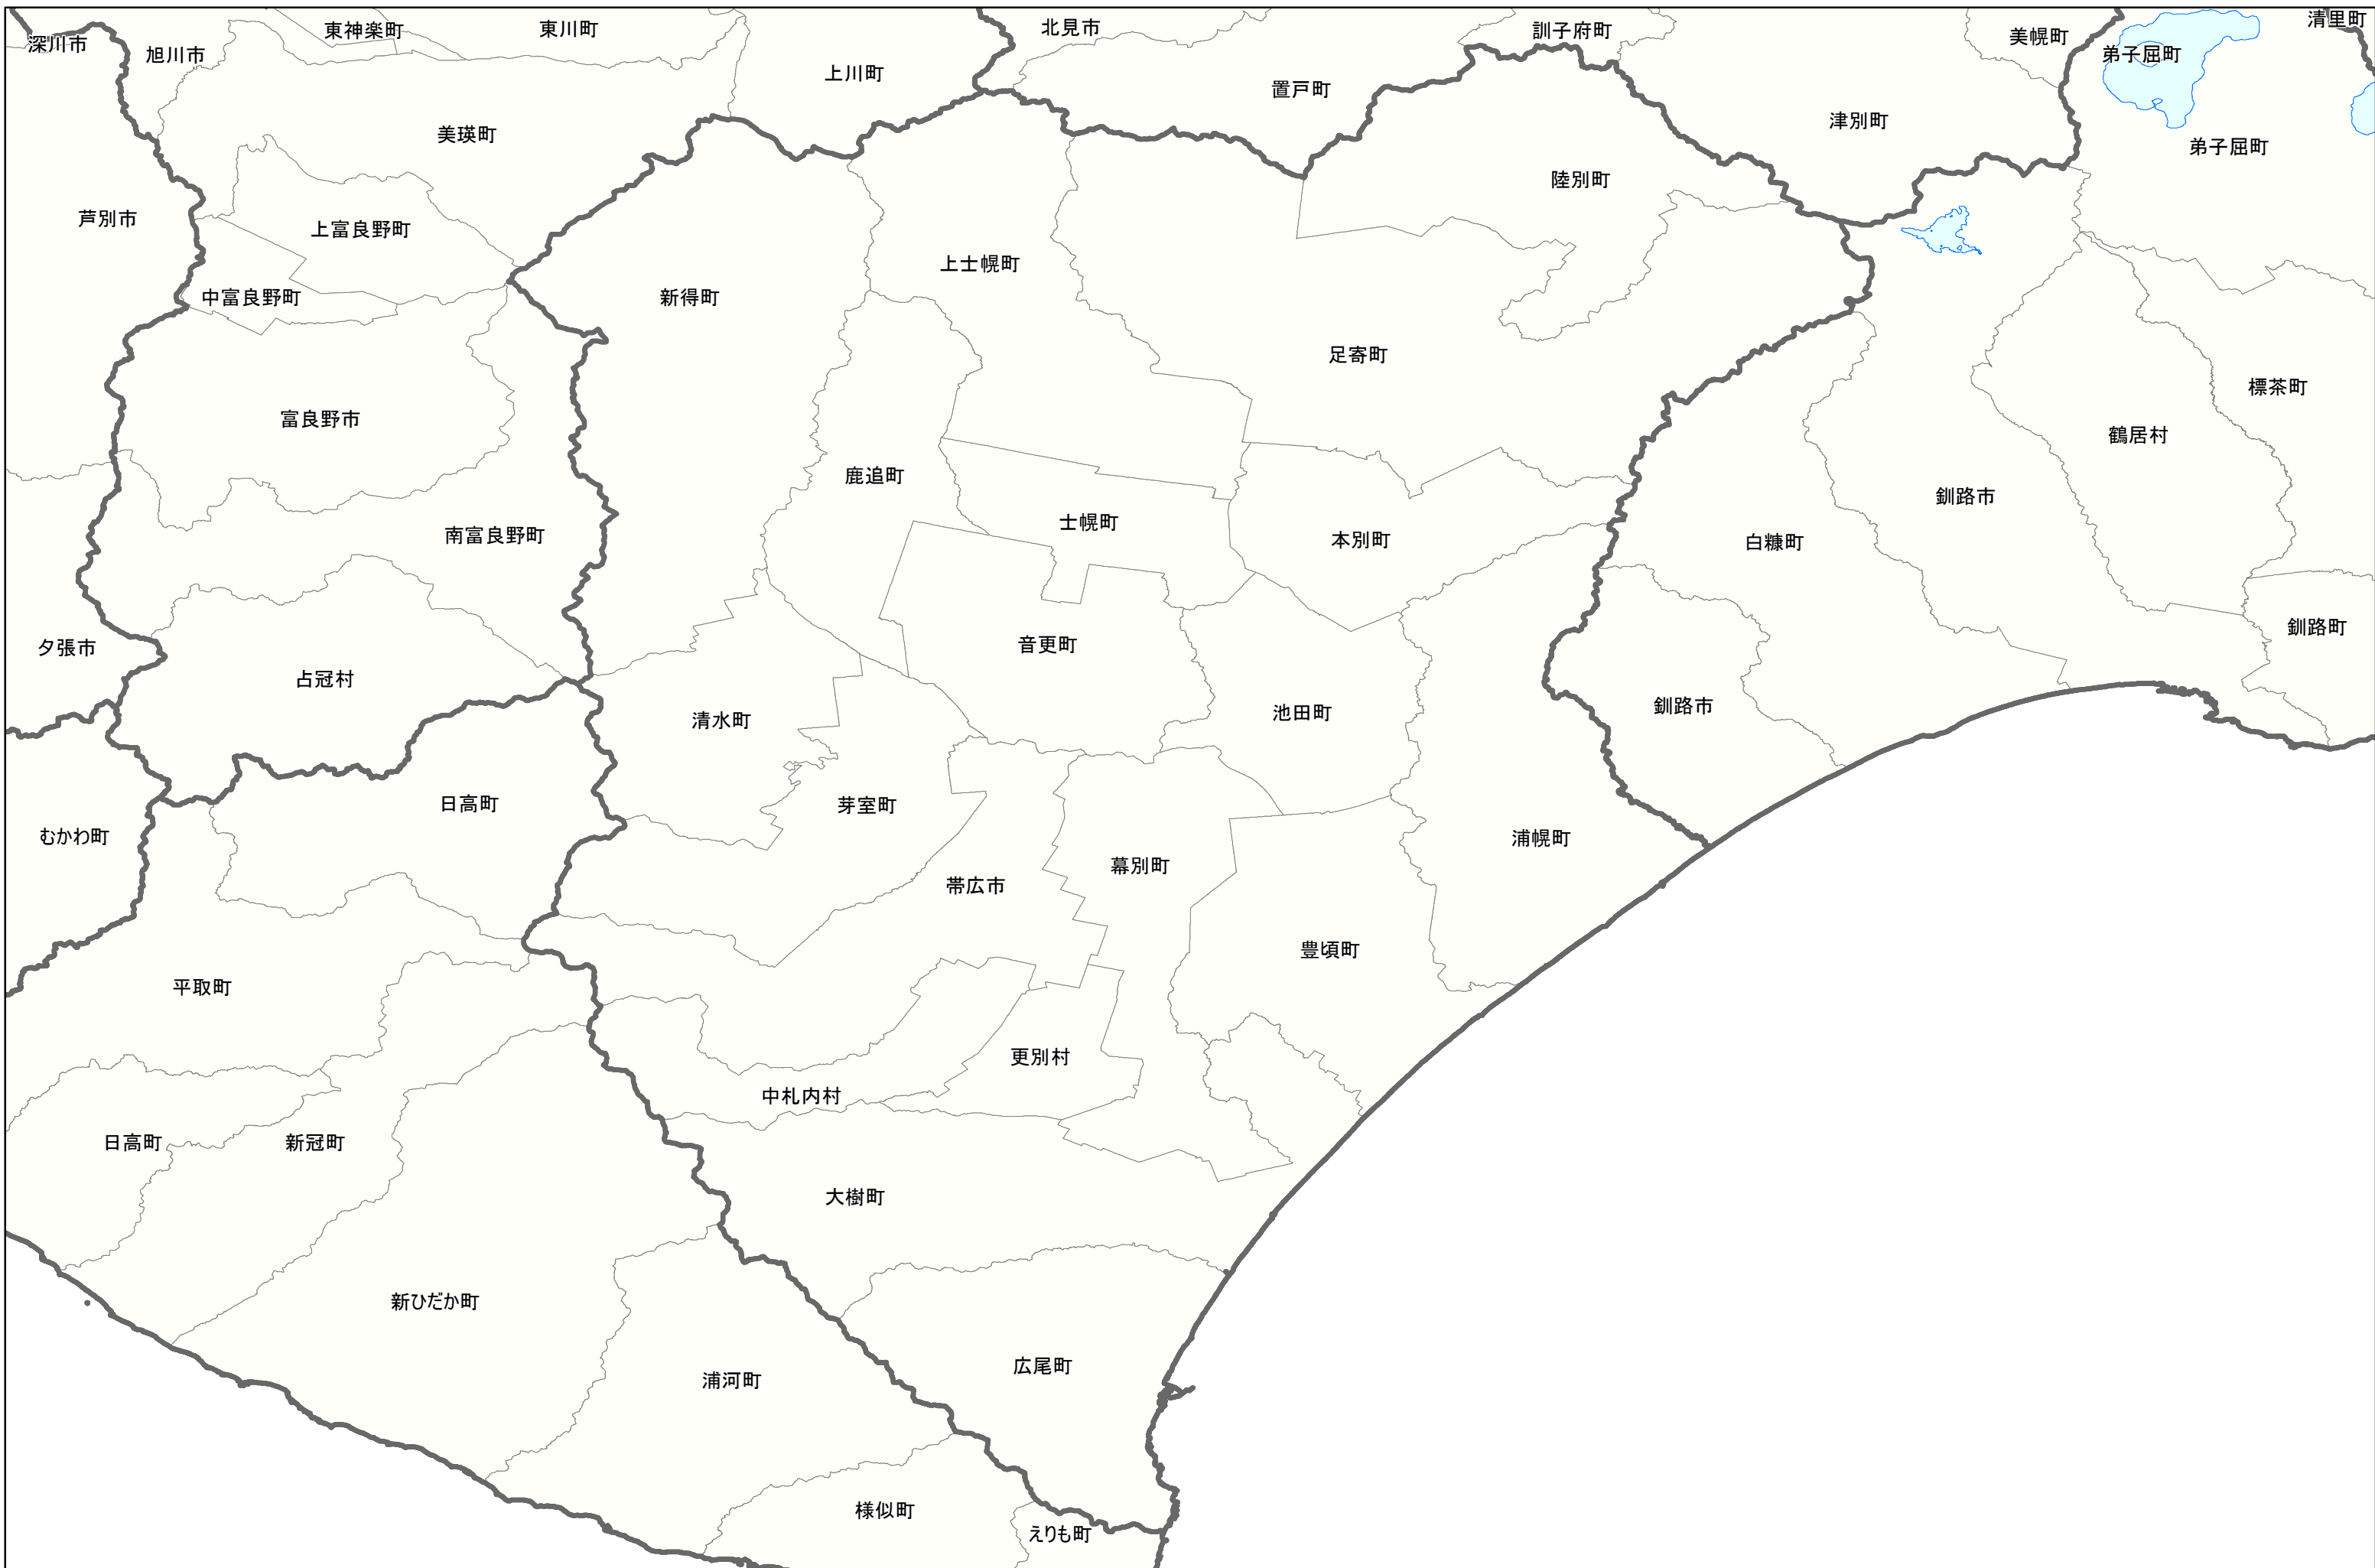 東神楽町
東川町
北見市
訓子府町
美幌町
清里町
深川市
旭川市
上川町
置戸町
弟子屈町
美瑛町
津別町
弟子屈町
陸別町
芦別市
上富良野町
上士幌町
中富良野町
新得町
足寄町
標茶町
富良野市
鶴居村
鹿追町
釧路市
士幌町
南富良野町
本別町
白糠町
釧路町
夕張市
音更町
占冠村
清水町
池田町
釧路市
日高町
芽室町
むかわ町
浦幌町
幕別町
帯広市
豊頃町
平取町
更別村
中札内村
日高町
新冠町
大樹町
新ひだか町
広尾町
浦河町
様似町
えりも町